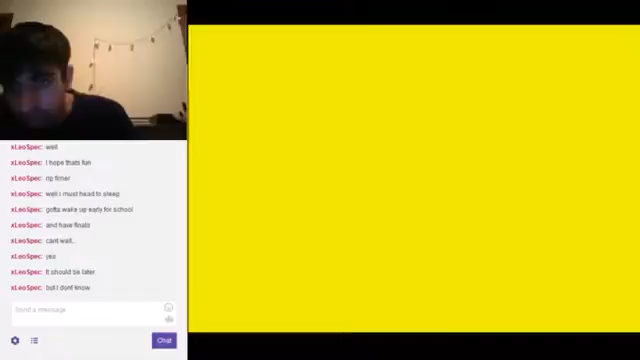 xLeoSpec: well
xLeoSpec: I hope thats fun
xLeoSpec: rip timer
xLeoSpec: well i must head to sleep
xLeoSpec: gotta wake up early for school
xLeoSpec: and have finals
xLeoSpec: cant wait..
xLeoSpec: yea
xLeoSpec: It should be later
xLeoSpec: but I dont know
Send a message
Chat